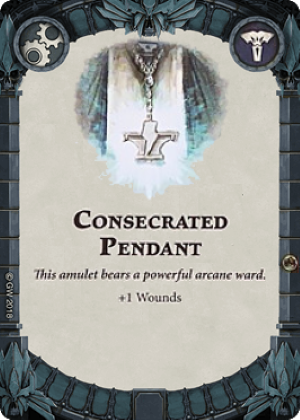 CONSECRATED
PENDANT
This amulet bears a powerful arcane ward.
+1 Wounds
© GW 2018